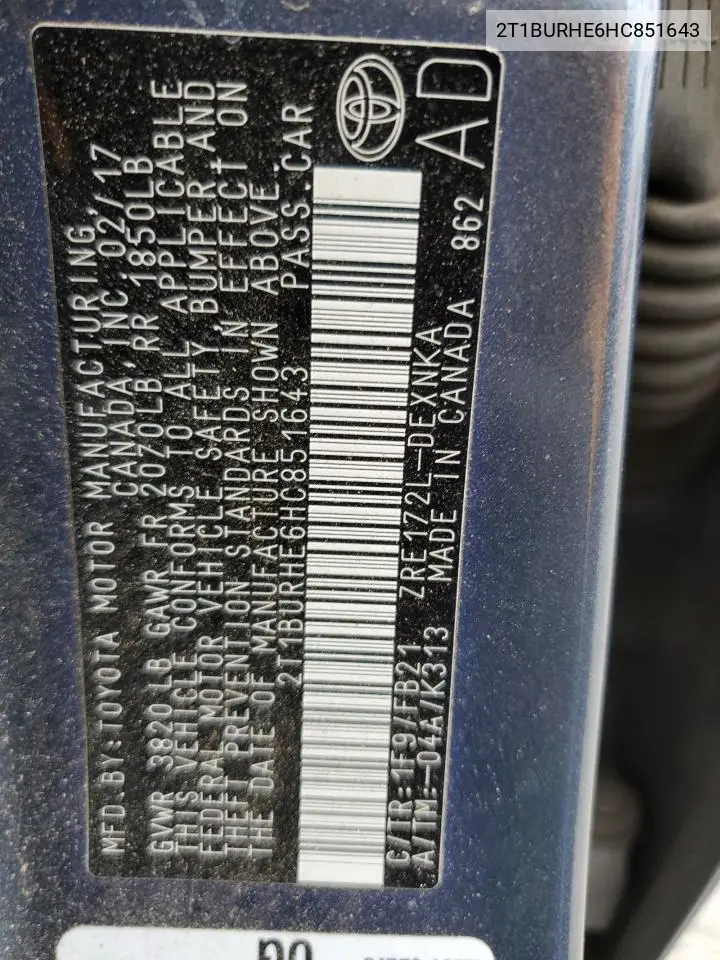 2T1BURHE6HC851643
MFD.BY:TOYOTA MOTOR MANUFACTURING
CANADA, INC. 02/17
GVWR 3820 LB GAWR FR 2070LB RR 1850LB
THIS VEHICLE CONFORMS TO ALL APPLICABLE
FEDERAL MOTOR VEHICLE SAFETY, BUMPER AND
THEFT PREVENTION STANDARDS IN EFFECT ON
THE DATE OF MANUFACTURE SHOWN ABOVE.
2T1BURHE6HC851643 PASS.CAR
C/TR:1F9/FB21 ZRE172L-DEXNKA 862
A/TM:-04A/K313 MADE IN CANADA
AD